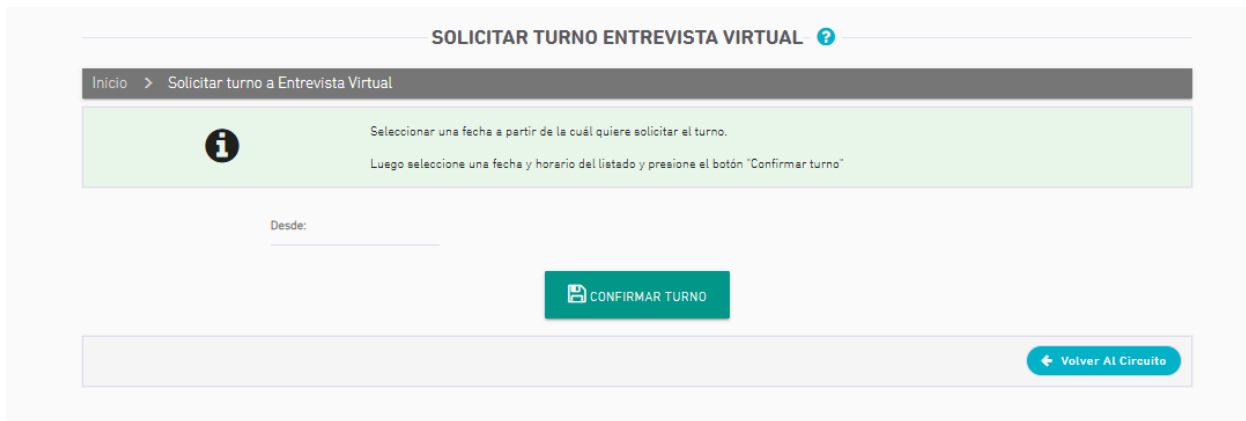 SOLICITAR TURNO ENTREVISTA VIRTUAL ?
Inicio > Solicitar turno a Entrevista Virtual
Seleccionar una fecha a partir de la cuál quiere solicitar el turno.
Luego seleccione una fecha y horario del listado y presione el botón "Confirmar turno"
Desde:
CONFIRMAR TURNO
Volver Al Circuito